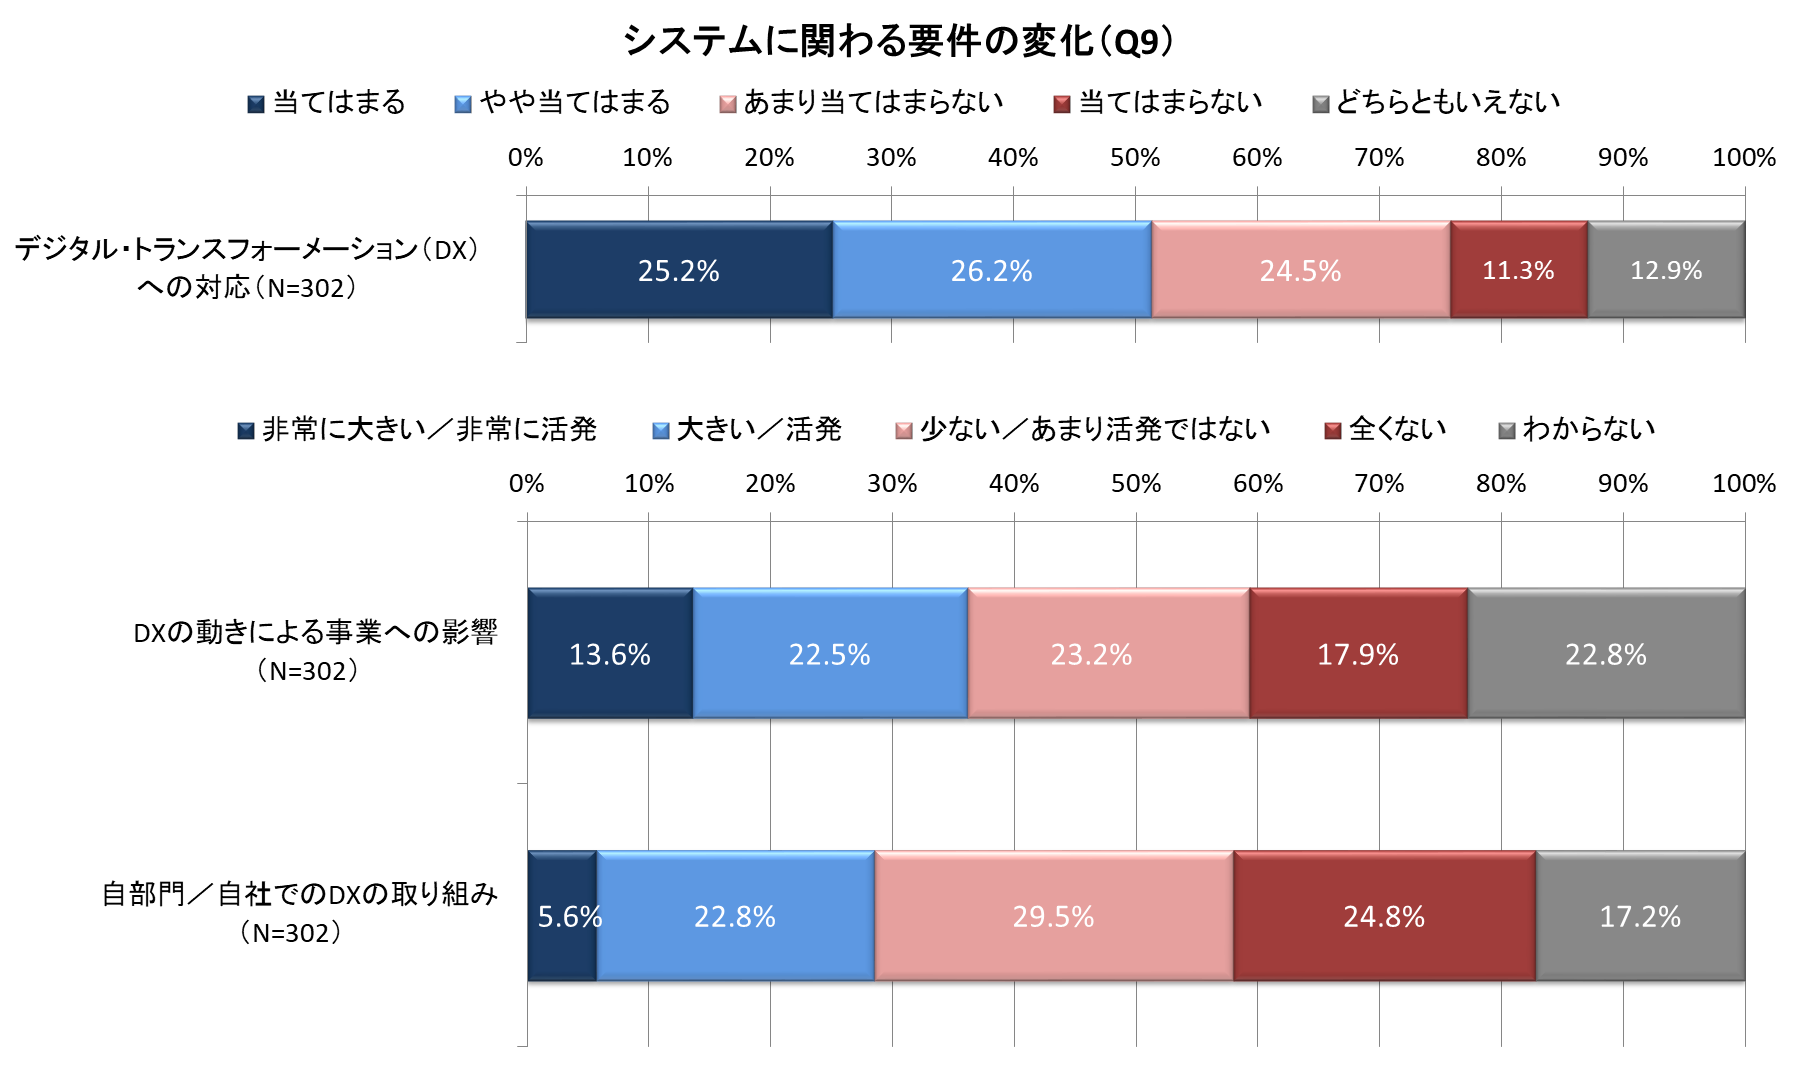 システムに関わる要件の変化（Q9）
当てはまる やや当てはまる あまり当てはまらない 当てはまらない どちらともいえない
0% 10% 20% 30% 40% 50% 60% 70% 80% 90% 100%
デジタル・トランスフォーメーション（DX）
への対応（N=302）
25.2% 26.2% 24.5% 11.3% 12.9%
非常に大きい／非常に活発 大きい／活発 少ない／あまり活発ではない 全くない わからない
0% 10% 20% 30% 40% 50% 60% 70% 80% 90% 100%
DXの動きによる事業への影響
（N=302）
13.6% 22.5% 23.2% 17.9% 22.8%
自部門／自社でのDXの取り組み
（N=302）
5.6% 22.8% 29.5% 24.8% 17.2%